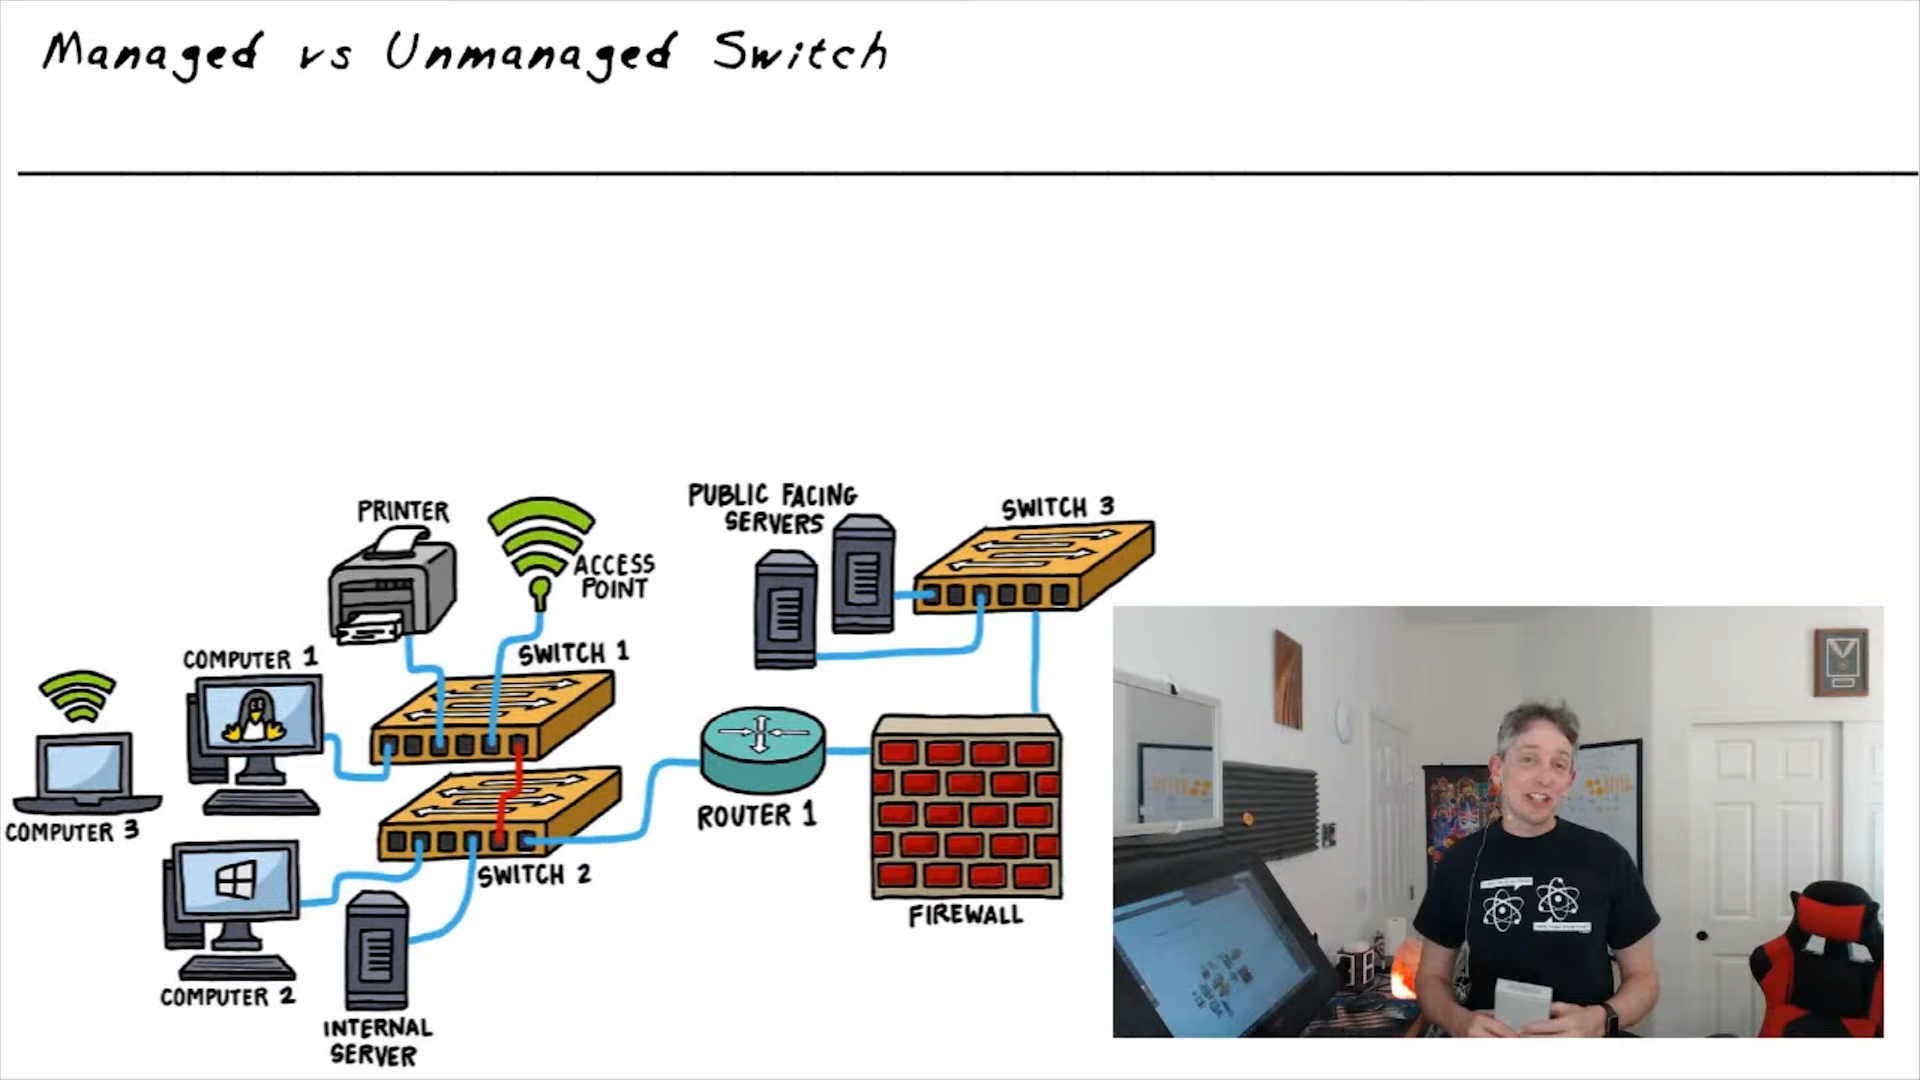 Managed vs Unmanaged Switch
PUBLIC FACING
SERVERS
SWITCH 3
PRINTER
ACCESS
POINT
SWITCH 1
COMPUTER 1
COMPUTER 3
ROUTER 1
SWITCH 2
FIREWALL
COMPUTER 2
INTERNAL
SERVER